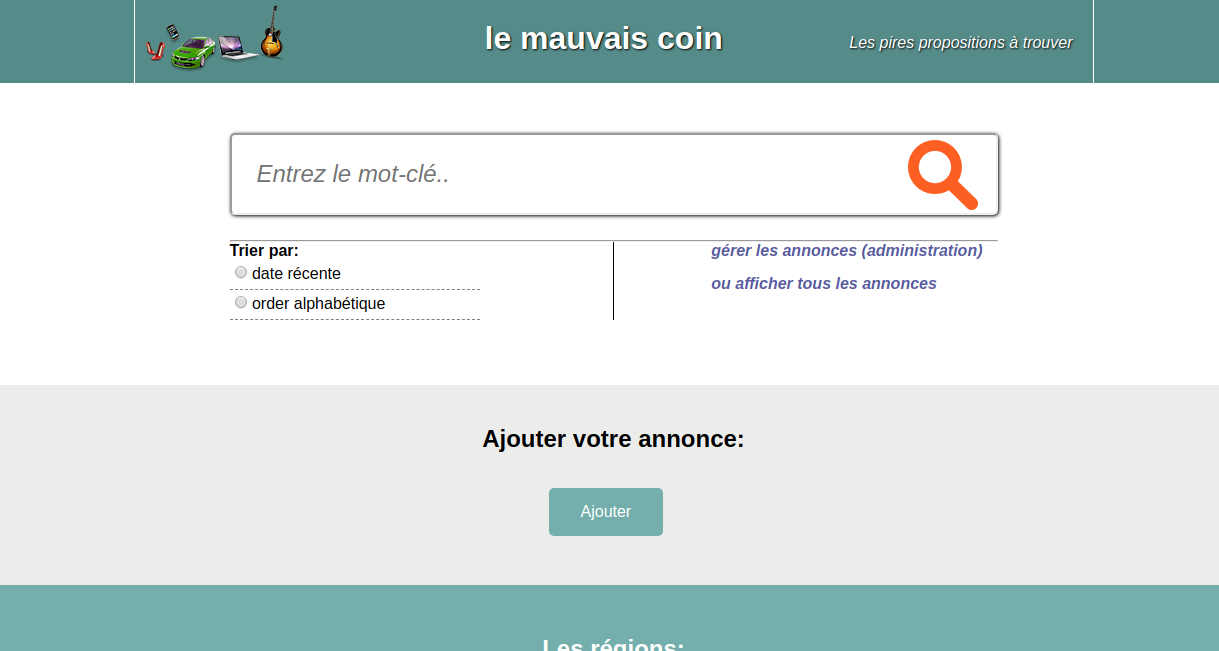 le mauvais coin
Les pires propositions à trouver
Entrez le mot-clé..
Trier par:
date récente
order alphabétique
gérer les annonces (administration)
ou afficher tous les annonces
Ajouter votre annonce:
Ajouter
Les régions: